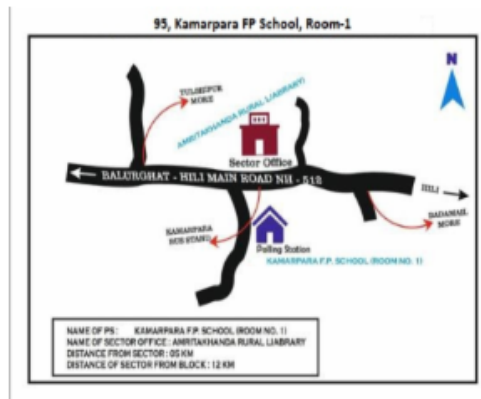 95, Kamarpara FP School, Room-1
N
TULSHIPUR
MORE
AMRITAKHANDA RURAL LIABRARY
Sector Office
BALURGHAT - HILI MAIN ROAD NH - 512
HILI
KAMARPARA
BUS STAND
BADAMAIL
MORE
Polling Station
KAMARPARA F.P. SCHOOL (ROOM NO. 1)
NAME OF PS : KAMARPARA F.P. SCHOOL (ROOM NO. 1)
NAME OF SECTOR OFFICE : AMRITAKHANDA RURAL LIABRARY
DISTANCE FROM SECTOR : 05 KM
DISTANCE OF SECTOR FROM BLOCK : 12 KM